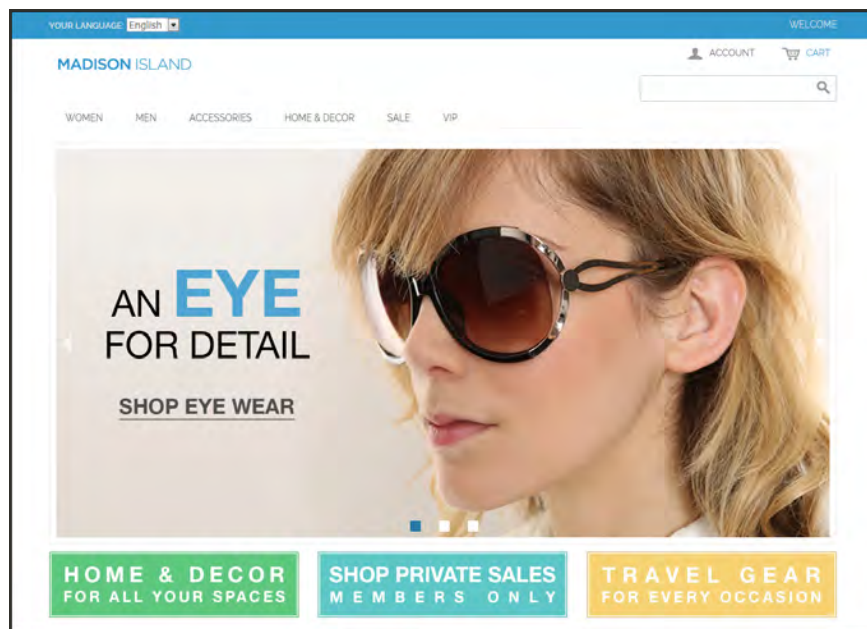 YOUR LANGUAGE: English
WELCOME
MADISON ISLAND
ACCOUNT
CART
WOMEN MEN ACCESSORIES HOME & DECOR SALE VIP
AN EYE
FOR DETAIL
SHOP EYE WEAR
HOME & DECOR
FOR ALL YOUR SPACES
SHOP PRIVATE SALES
MEMBERS ONLY
TRAVEL GEAR
FOR EVERY OCCASION